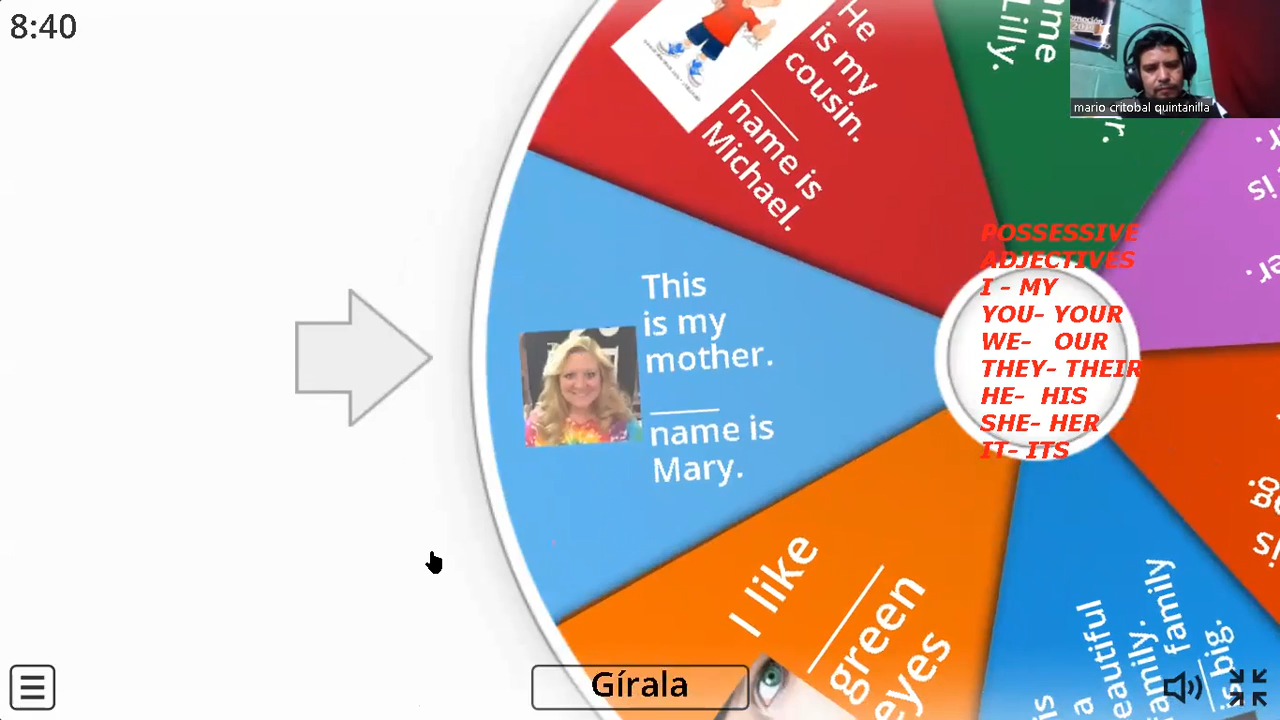 8:40
He
is my
cousin.
name is
Michael.
Lilly.
mario critobal quintanilla
This
is my
mother.
name is
Mary.
POSSESSIVE
ADJECTIVES
I - MY
YOU- YOUR
WE- OUR
THEY- THEIR
HE- HIS
SHE- HER
IT- ITS
I like
green
eyes
family
is big.
Gírala